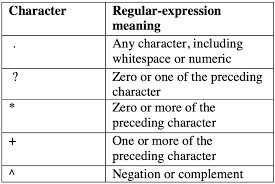 Character Regular-expression
meaning
. Any character, including
whitespace or numeric
? Zero or one of the preceding
character
* Zero or more of the
preceding character
+ One or more of the
preceding character
^ Negation or complement